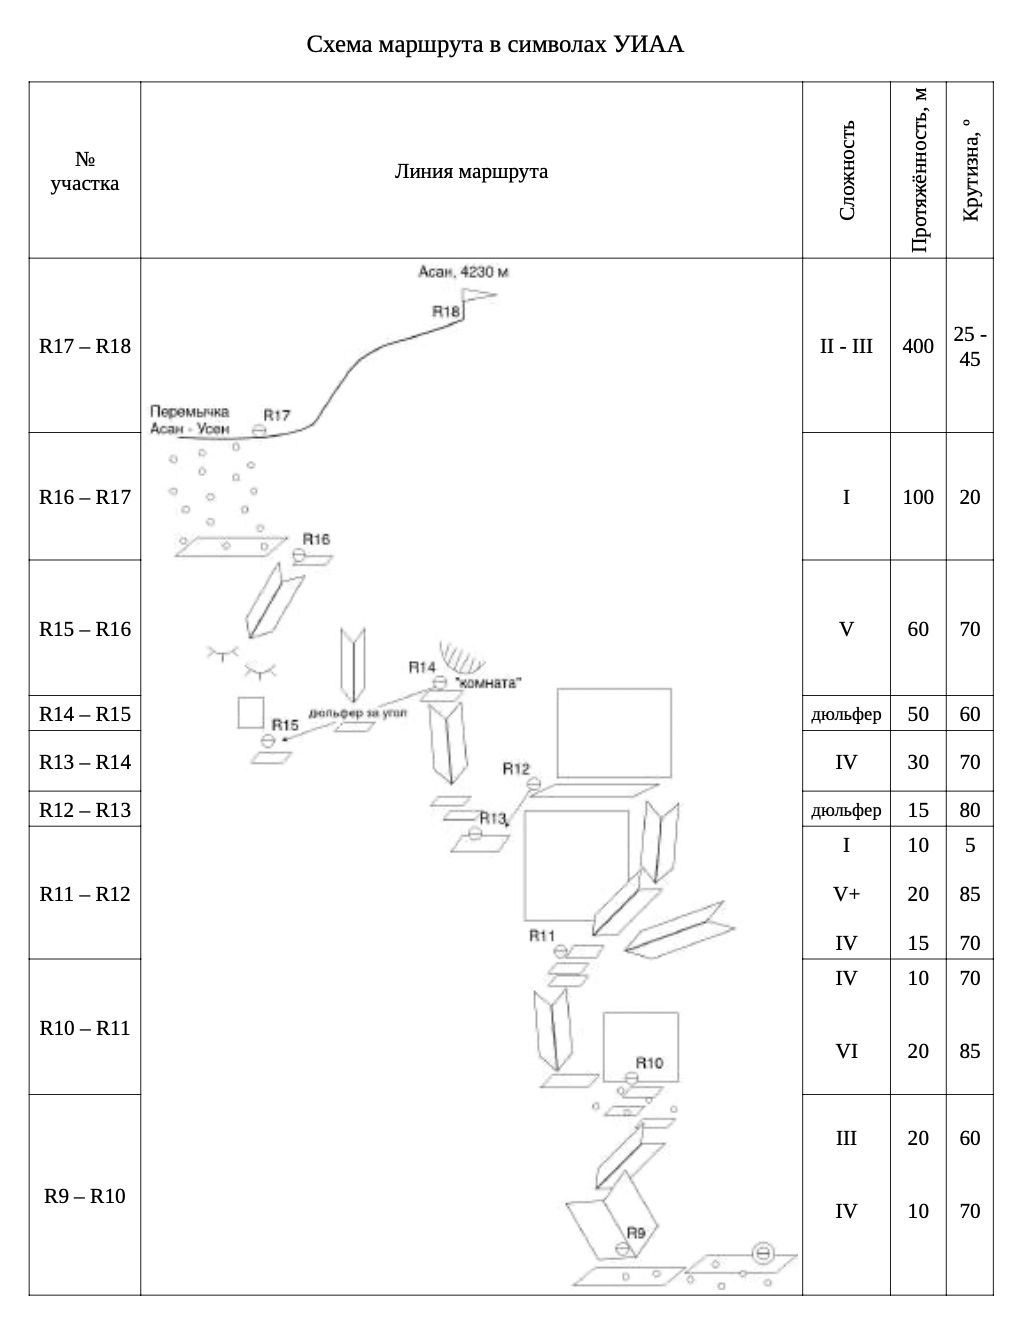 Схема маршрута в символах УИАА
№
участка
Линия маршрута
Сложность
Протяжённость, м
Крутизна, °
R17 – R18
Асан, 4230 м
R18
Перемычка
Асан - Усен
R17
II - III
400
25 -
45
R16 – R17
R16
I
100
20
R15 – R16
V
60
70
R14
"комната"
R14 – R15
дюльфер за угол
R15
дюльфер
50
60
R13 – R14
R12
IV
30
70
R12 – R13
R13
дюльфер
15
80
R11 – R12
I
10
5
V+
20
85
R11
IV
15
70
R10 – R11
IV
10
70
VI
20
85
R10
R9 – R10
III
20
60
IV
10
70
R9